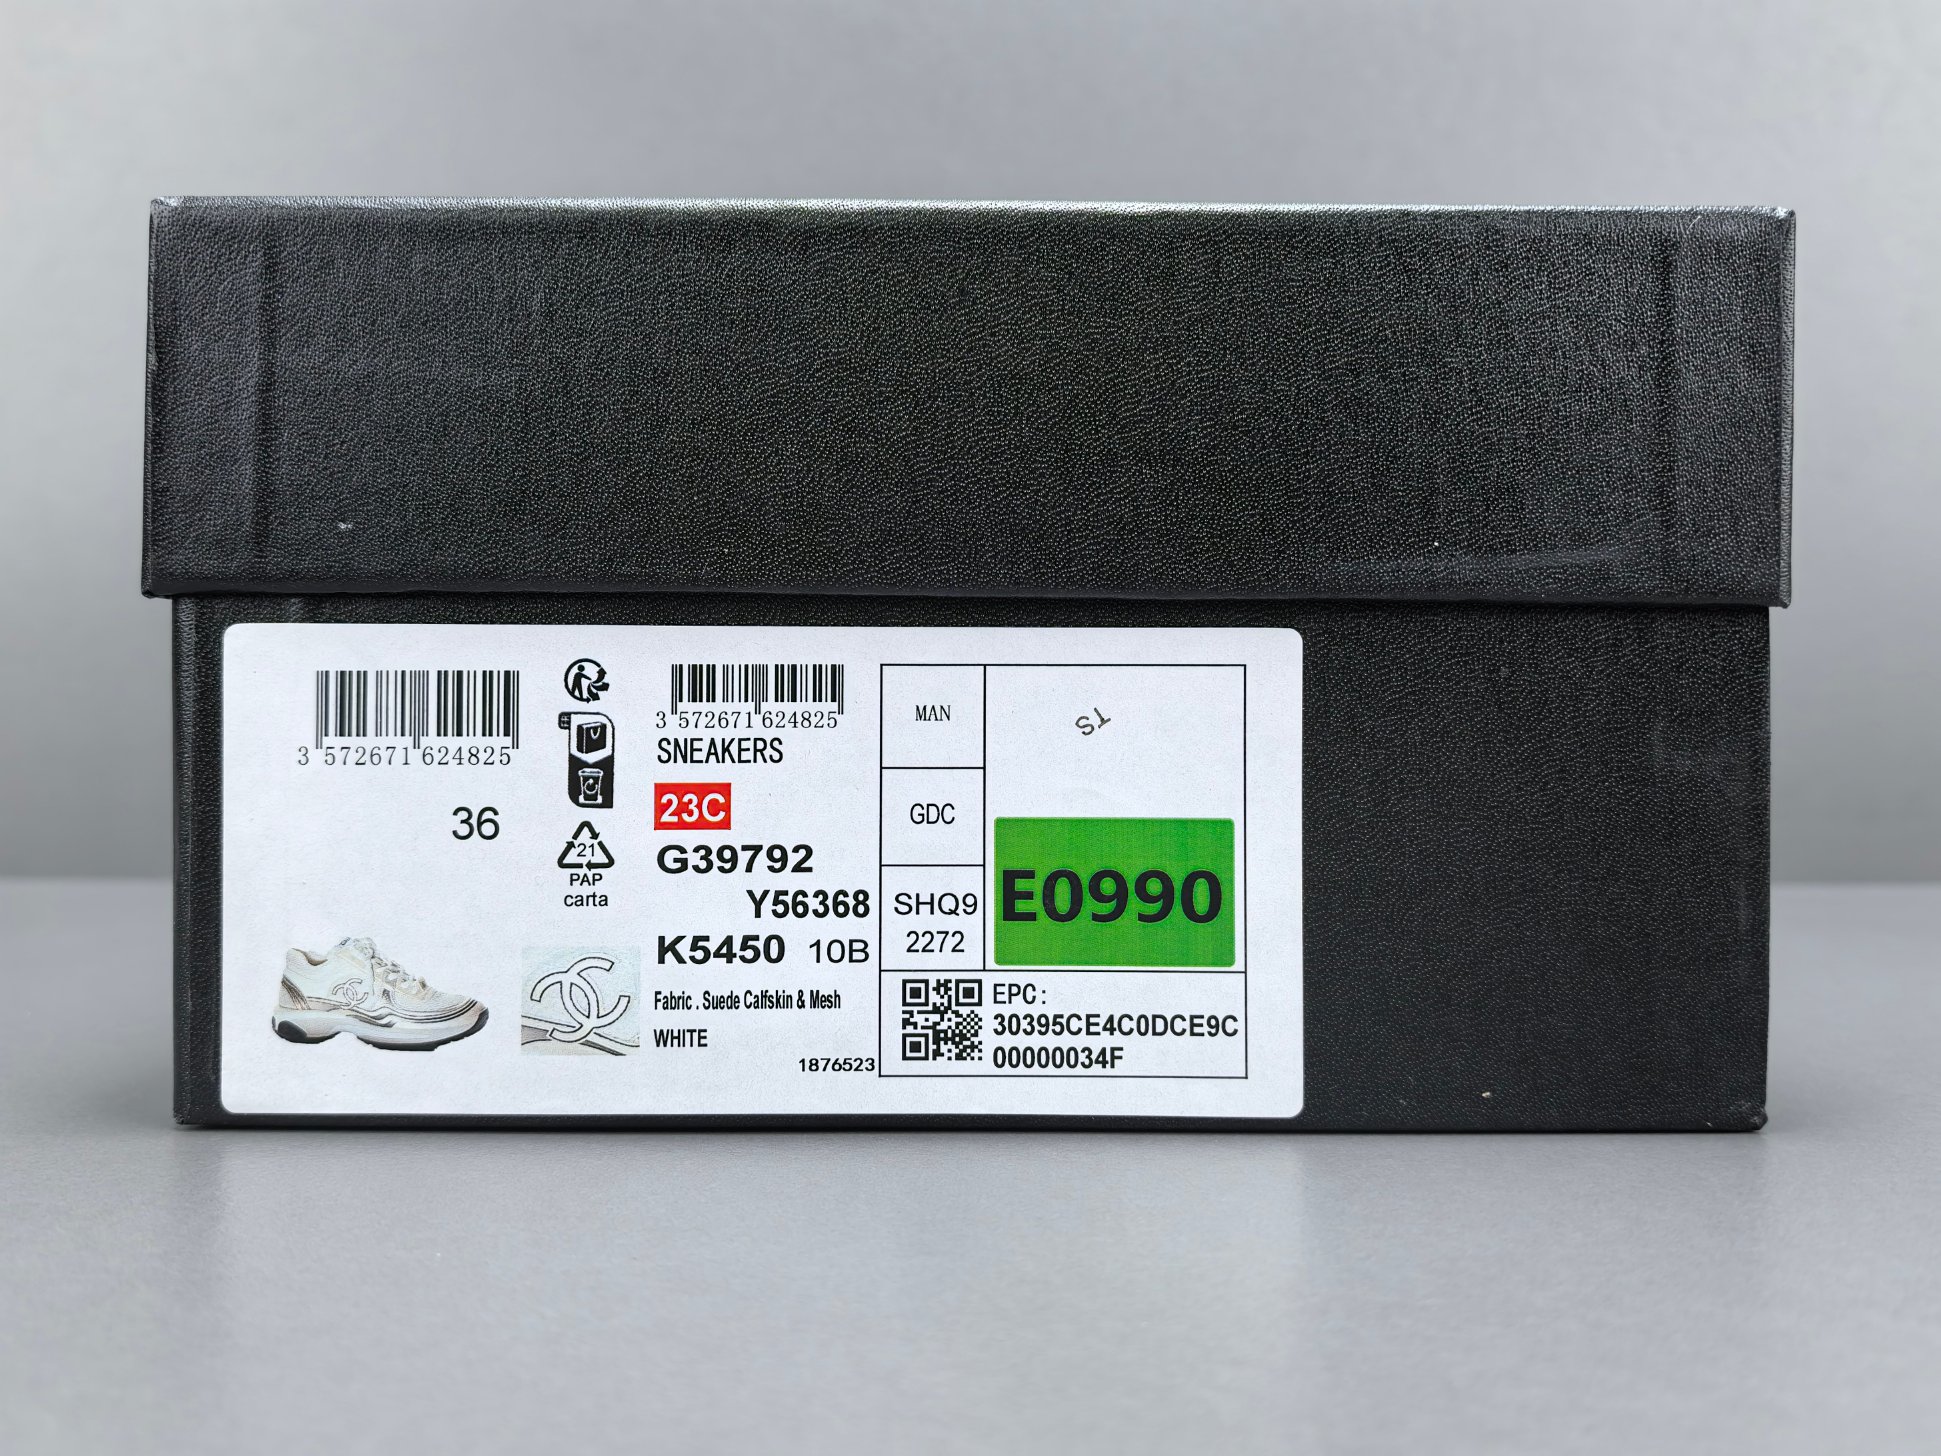 3 572671 624825
36
21
PAP
carta
3 572671 624825
SNEAKERS
23C
G39792
Y56368
K5450 10B
Fabric . Suede Calfskin & Mesh
WHITE
1876523
MAN
TS
GDC
SHQ9
2272
E0990
EPC:
30395CE4C0DCE9C
00000034F